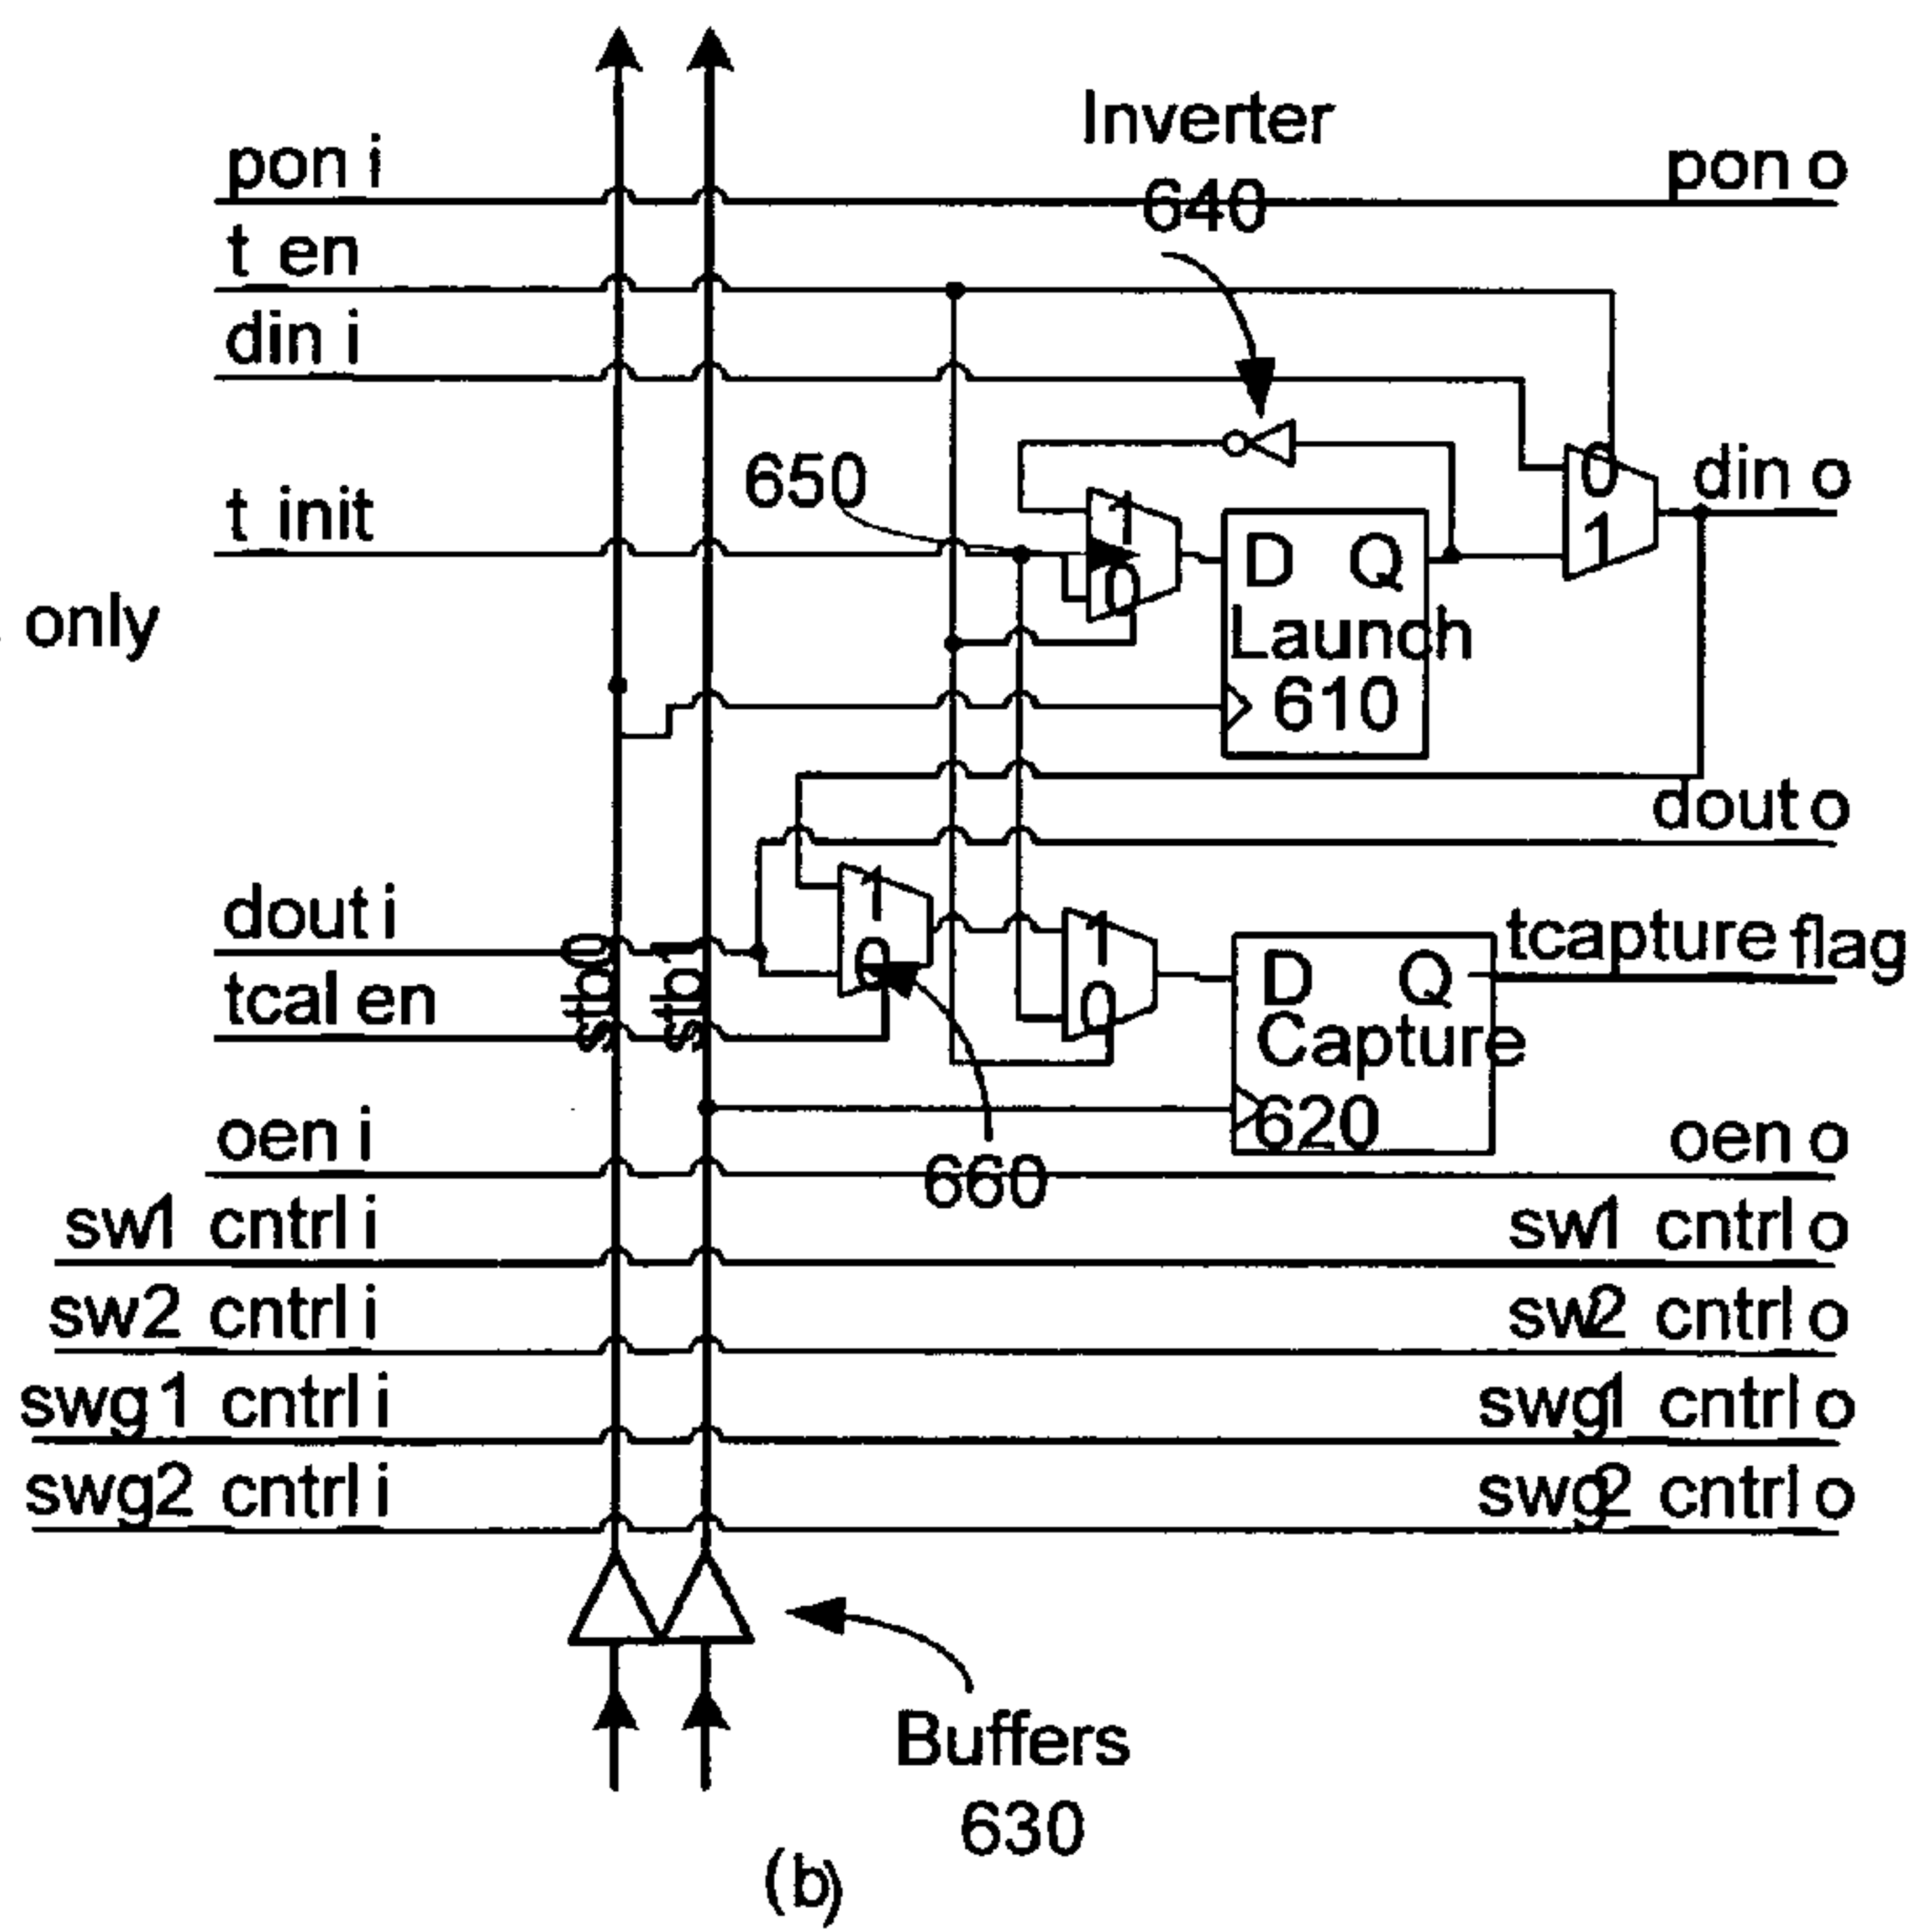 Inverter
640
pon i
pon o
t en
din i
650
t init
0
1
din o
1
0
D Q
Launch
610
only
dout o
dout i
1
0
tcal en
stb0
stb1
1
0
D Q
Capture
620
tcapture flag
oen i
660
oen o
sw1 cntrl i
sw1 cntrl o
sw2 cntrl i
sw2 cntrl o
swg1 cntrl i
swg1 cntrl o
swg2 cntrl i
swg2 cntrl o
Buffers
630
(b)